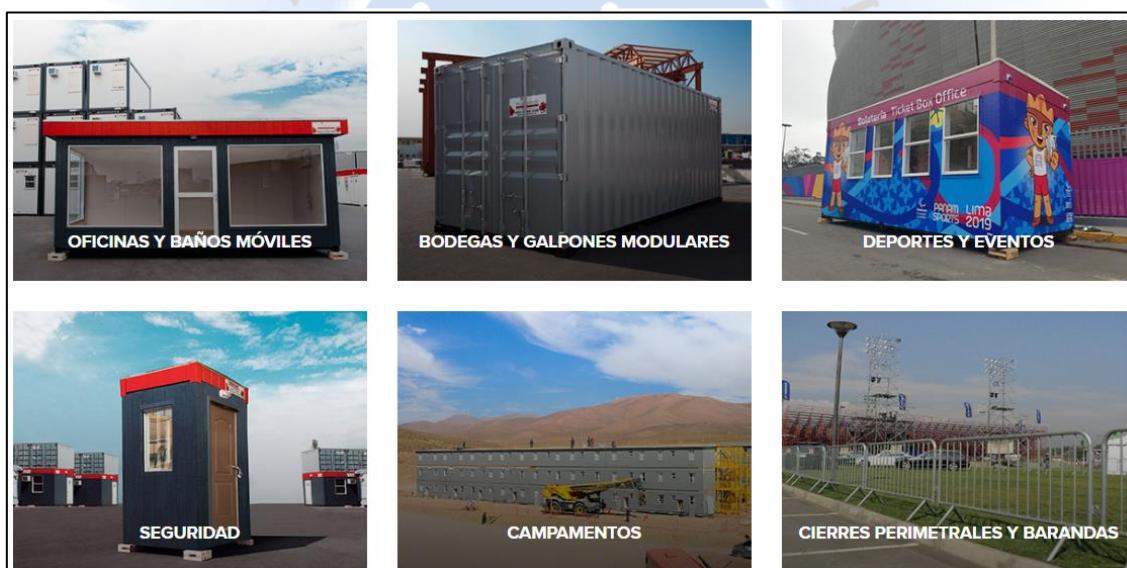 OFICINAS Y BAÑOS MÓVILES
BODEGAS Y GALPONES MODULARES
Boletería Ticket Box Office
PANAM SPORTS
LIMA 2019
DEPORTES Y EVENTOS
SEGURIDAD
CAMPAMENTOS
CIERRES PERIMETRALES Y BARANDAS